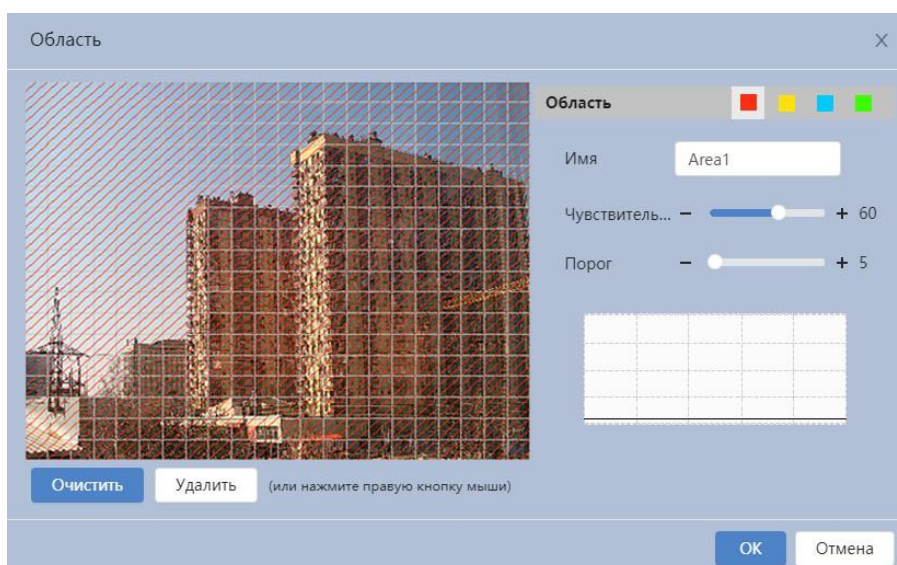 Область
X
Область
Имя
Area1
Чувствитель...
− + 60
Порог
− + 5
Очистить
Удалить
(или нажмите правую кнопку мыши)
OK
Отмена